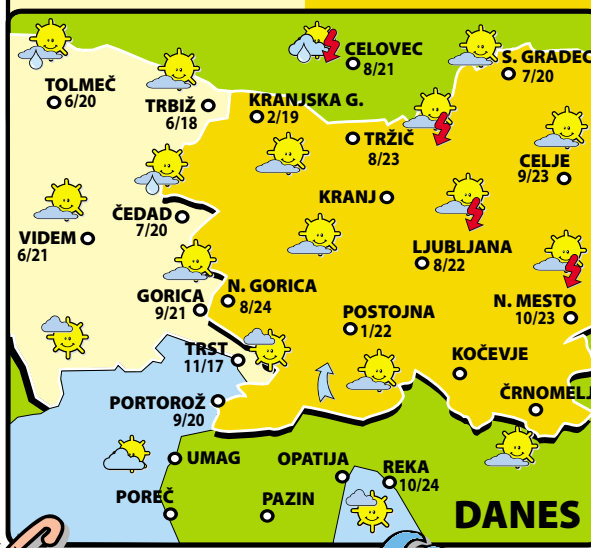 CELOVEC
8/21
S. GRADEC
7/20
TOLMEČ
6/20
TRBIŽ
6/18
KRANJSKA G.
2/19
TRŽIČ
8/23
CELJE
9/23
KRANJ
ČEDAD
7/20
VIDEM
6/21
LJUBLJANA
8/22
N. GORICA
8/24
GORICA
9/21
N. MESTO
10/23
POSTOJNA
1/22
TRST
11/17
KOČEVJE
PORTOROŽ
9/20
ČRNOMELJ
UMAG
OPATIJA
REKA
10/24
POREČ
PAZIN
DANES